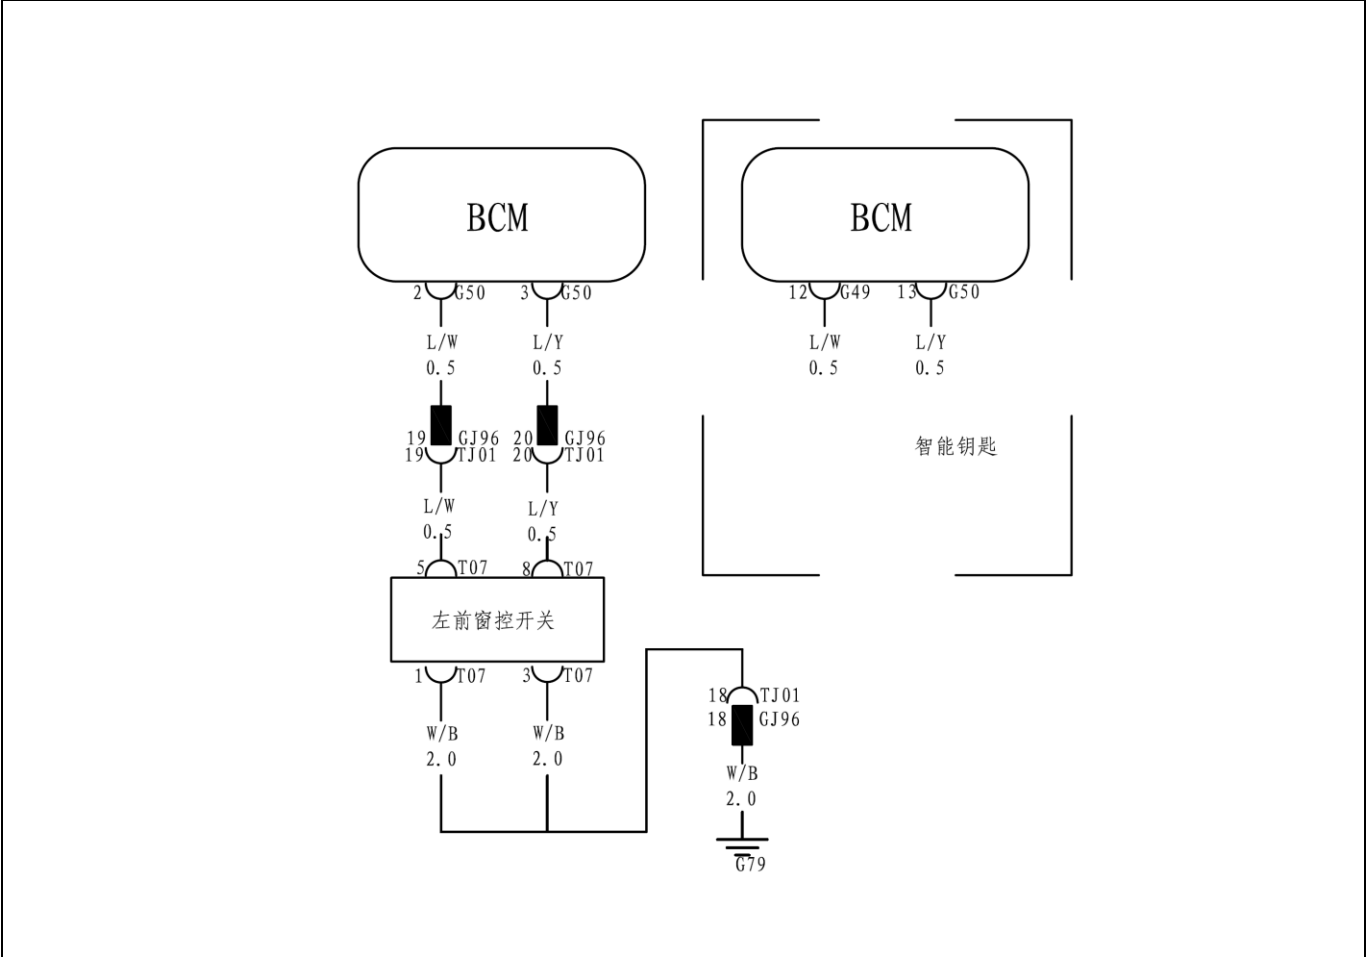 BCM BCM
2 G50 3 G50 12 G49 13 G50
L/W L/Y L/W L/Y
0.5 0.5 0.5 0.5
19 GJ96 20 GJ96 智能钥匙
19 TJ01 20 TJ01
L/W L/Y
0.5 0.5
5 T07 8 T07
左前窗控开关
1 T07 3 T07
18 TJ01
18 GJ96
W/B W/B
2.0 2.0
W/B
2.0
G79